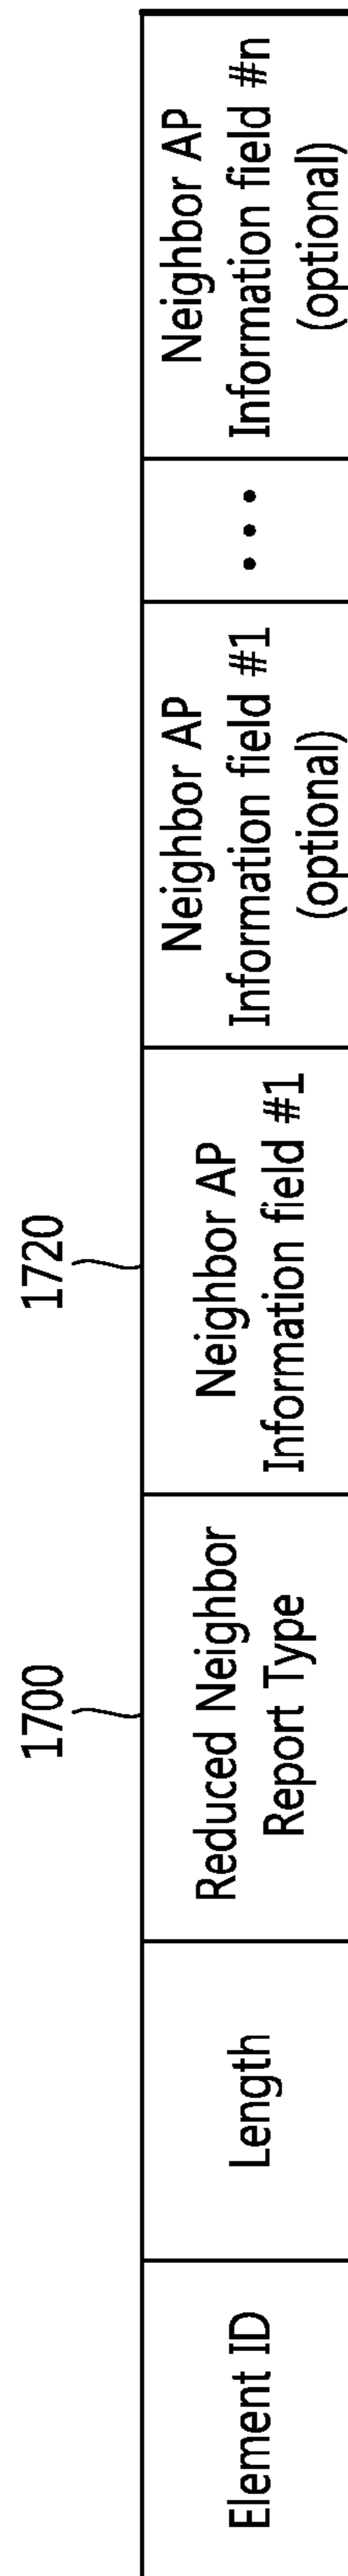 1700
1720
Element ID
Length
Reduced Neighbor
Report Type
Neighbor AP
Information field #1
Neighbor AP
Information field #1
(optional)
• • •
Neighbor AP
Information field #n
(optional)